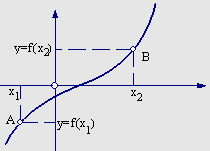 y=f(x₂)
B
x₁
x₂
A
y=f(x₁)